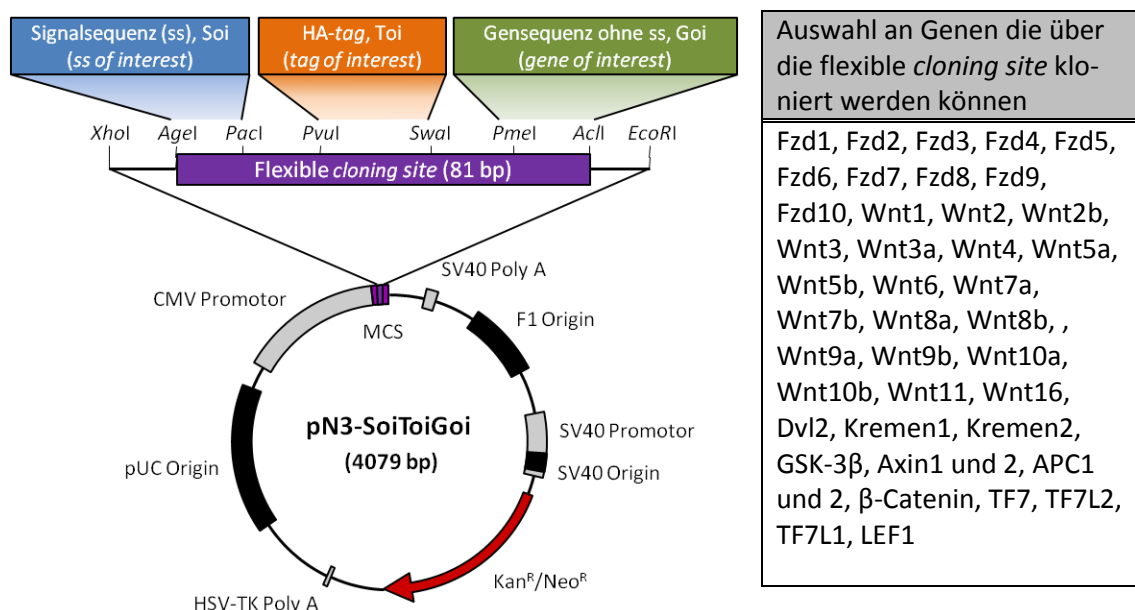 Signalsequenz (ss), Soi
(ss of interest)
HA-tag, Toi
(tag of interest)
Gensequenz ohne ss, Goi
(gene of interest)
XhoI AgeI PacI PvuI SwaI PmeI AclI EcoRI
Flexible cloning site (81 bp)
CMV Promotor
MCS
SV40 Poly A
F1 Origin
pN3-SoiToiGoi
(4079 bp)
SV40 Promotor
SV40 Origin
pUC Origin
KanR/NeoR
HSV-TK Poly A
Auswahl an Genen die über
die flexible cloning site klo-
niert werden können
Fzd1, Fzd2, Fzd3, Fzd4, Fzd5,
Fzd6, Fzd7, Fzd8, Fzd9,
Fzd10, Wnt1, Wnt2, Wnt2b,
Wnt3, Wnt3a, Wnt4, Wnt5a,
Wnt5b, Wnt6, Wnt7a,
Wnt7b, Wnt8a, Wnt8b, ,
Wnt9a, Wnt9b, Wnt10a,
Wnt10b, Wnt11, Wnt16,
Dvl2, Kremen1, Kremen2,
GSK-3β, Axin1 und 2, APC1
und 2, β-Catenin, TF7, TF7L2,
TF7L1, LEF1